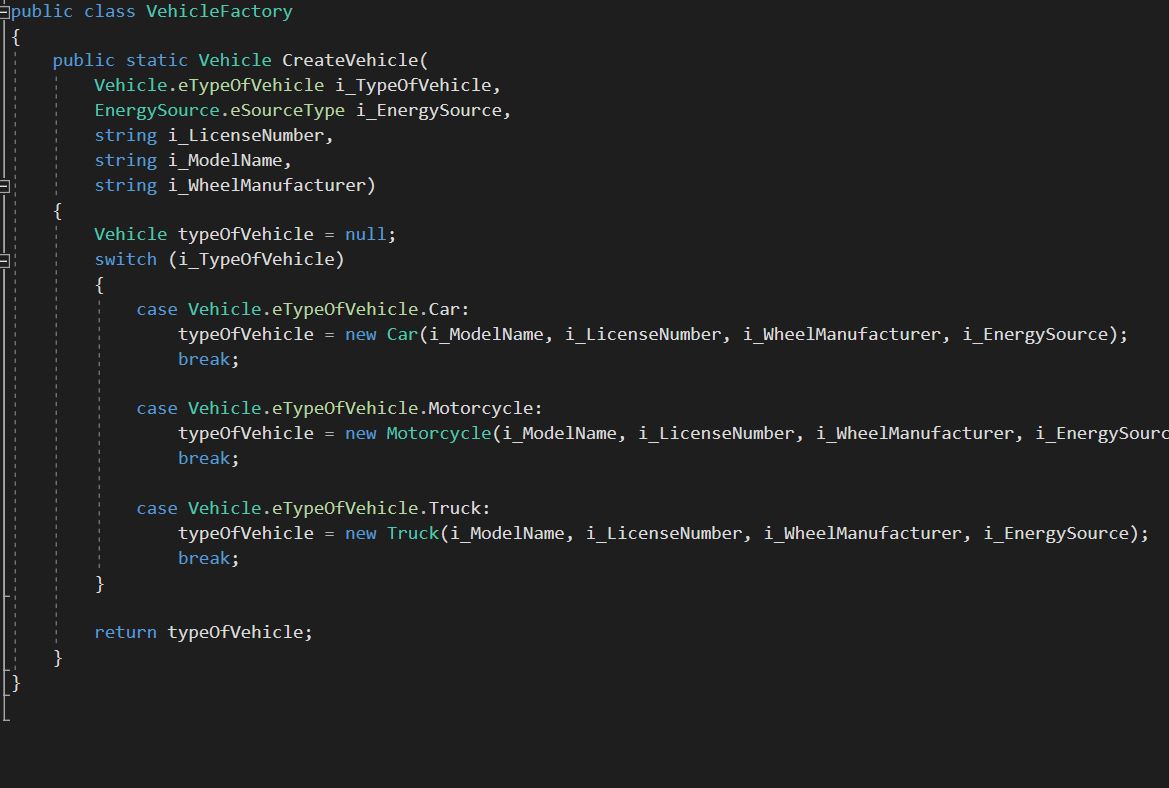 public class VehicleFactory
{
    public static Vehicle CreateVehicle(
        Vehicle.eTypeOfVehicle i_TypeOfVehicle,
        EnergySource.eSourceType i_EnergySource,
        string i_LicenseNumber,
        string i_ModelName,
        string i_WheelManufacturer)
    {
        Vehicle typeOfVehicle = null;
        switch (i_TypeOfVehicle)
        {
            case Vehicle.eTypeOfVehicle.Car:
                typeOfVehicle = new Car(i_ModelName, i_LicenseNumber, i_WheelManufacturer, i_EnergySource);
                break;

            case Vehicle.eTypeOfVehicle.Motorcycle:
                typeOfVehicle = new Motorcycle(i_ModelName, i_LicenseNumber, i_WheelManufacturer, i_EnergySourc
                break;

            case Vehicle.eTypeOfVehicle.Truck:
                typeOfVehicle = new Truck(i_ModelName, i_LicenseNumber, i_WheelManufacturer, i_EnergySource);
                break;
        }

        return typeOfVehicle;
    }
}